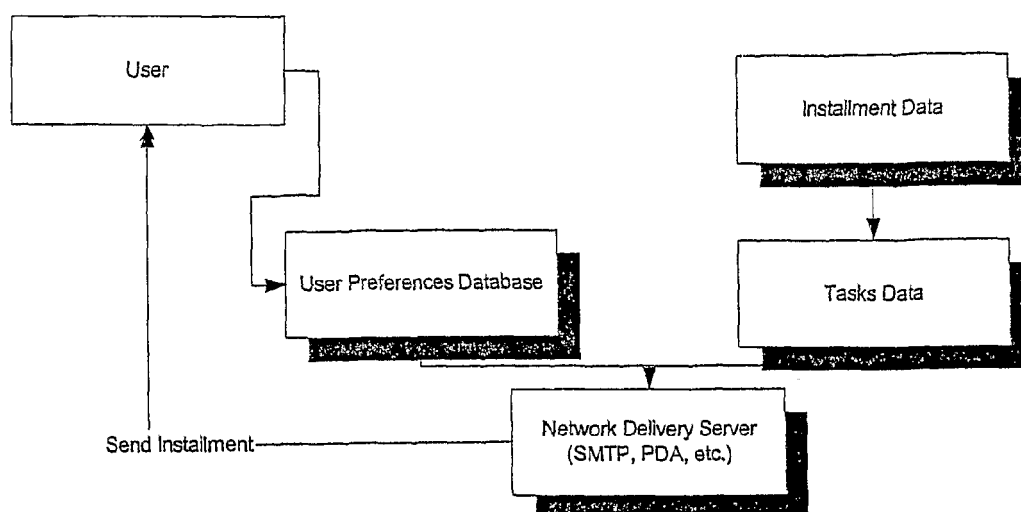 User
Installment Data
User Preferences Database
Tasks Data
Network Delivery Server
(SMTP, PDA, etc.)
Send Installment